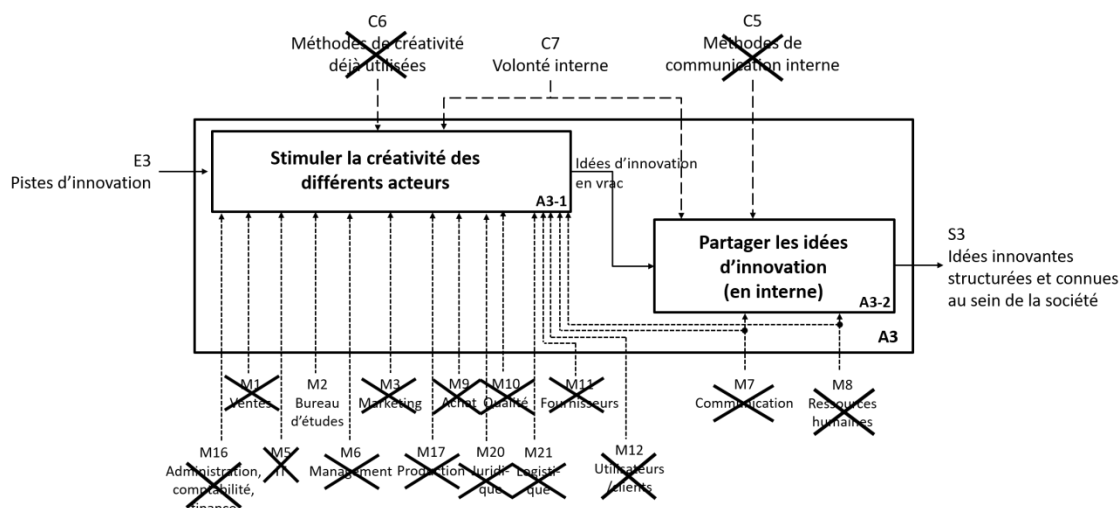 C6
Méthodes de créativité
déjà utilisées
C7
Volonté interne
C5
Méthodes de
communication interne
E3
Pistes d’innovation
Stimuler la créativité des
différents acteurs
A3-1
Idées d’innovation
en vrac
Partager les idées
d’innovation
(en interne)
A3-2
S3
Idées innovantes
structurées et connues
au sein de la société
A3
M1
Ventes
M2
Bureau
d’études
M3
Marketing
M9
Achat
M10
Qualité
M11
Fournisseurs
M7
Communication
M8
Ressources
humaines
M16
Administration,
comptabilité,
finance
M5
IT
M6
Management
M17
Production
M20
Juridi-
que
M21
Logisti-
que
M12
Utilisateurs
/clients